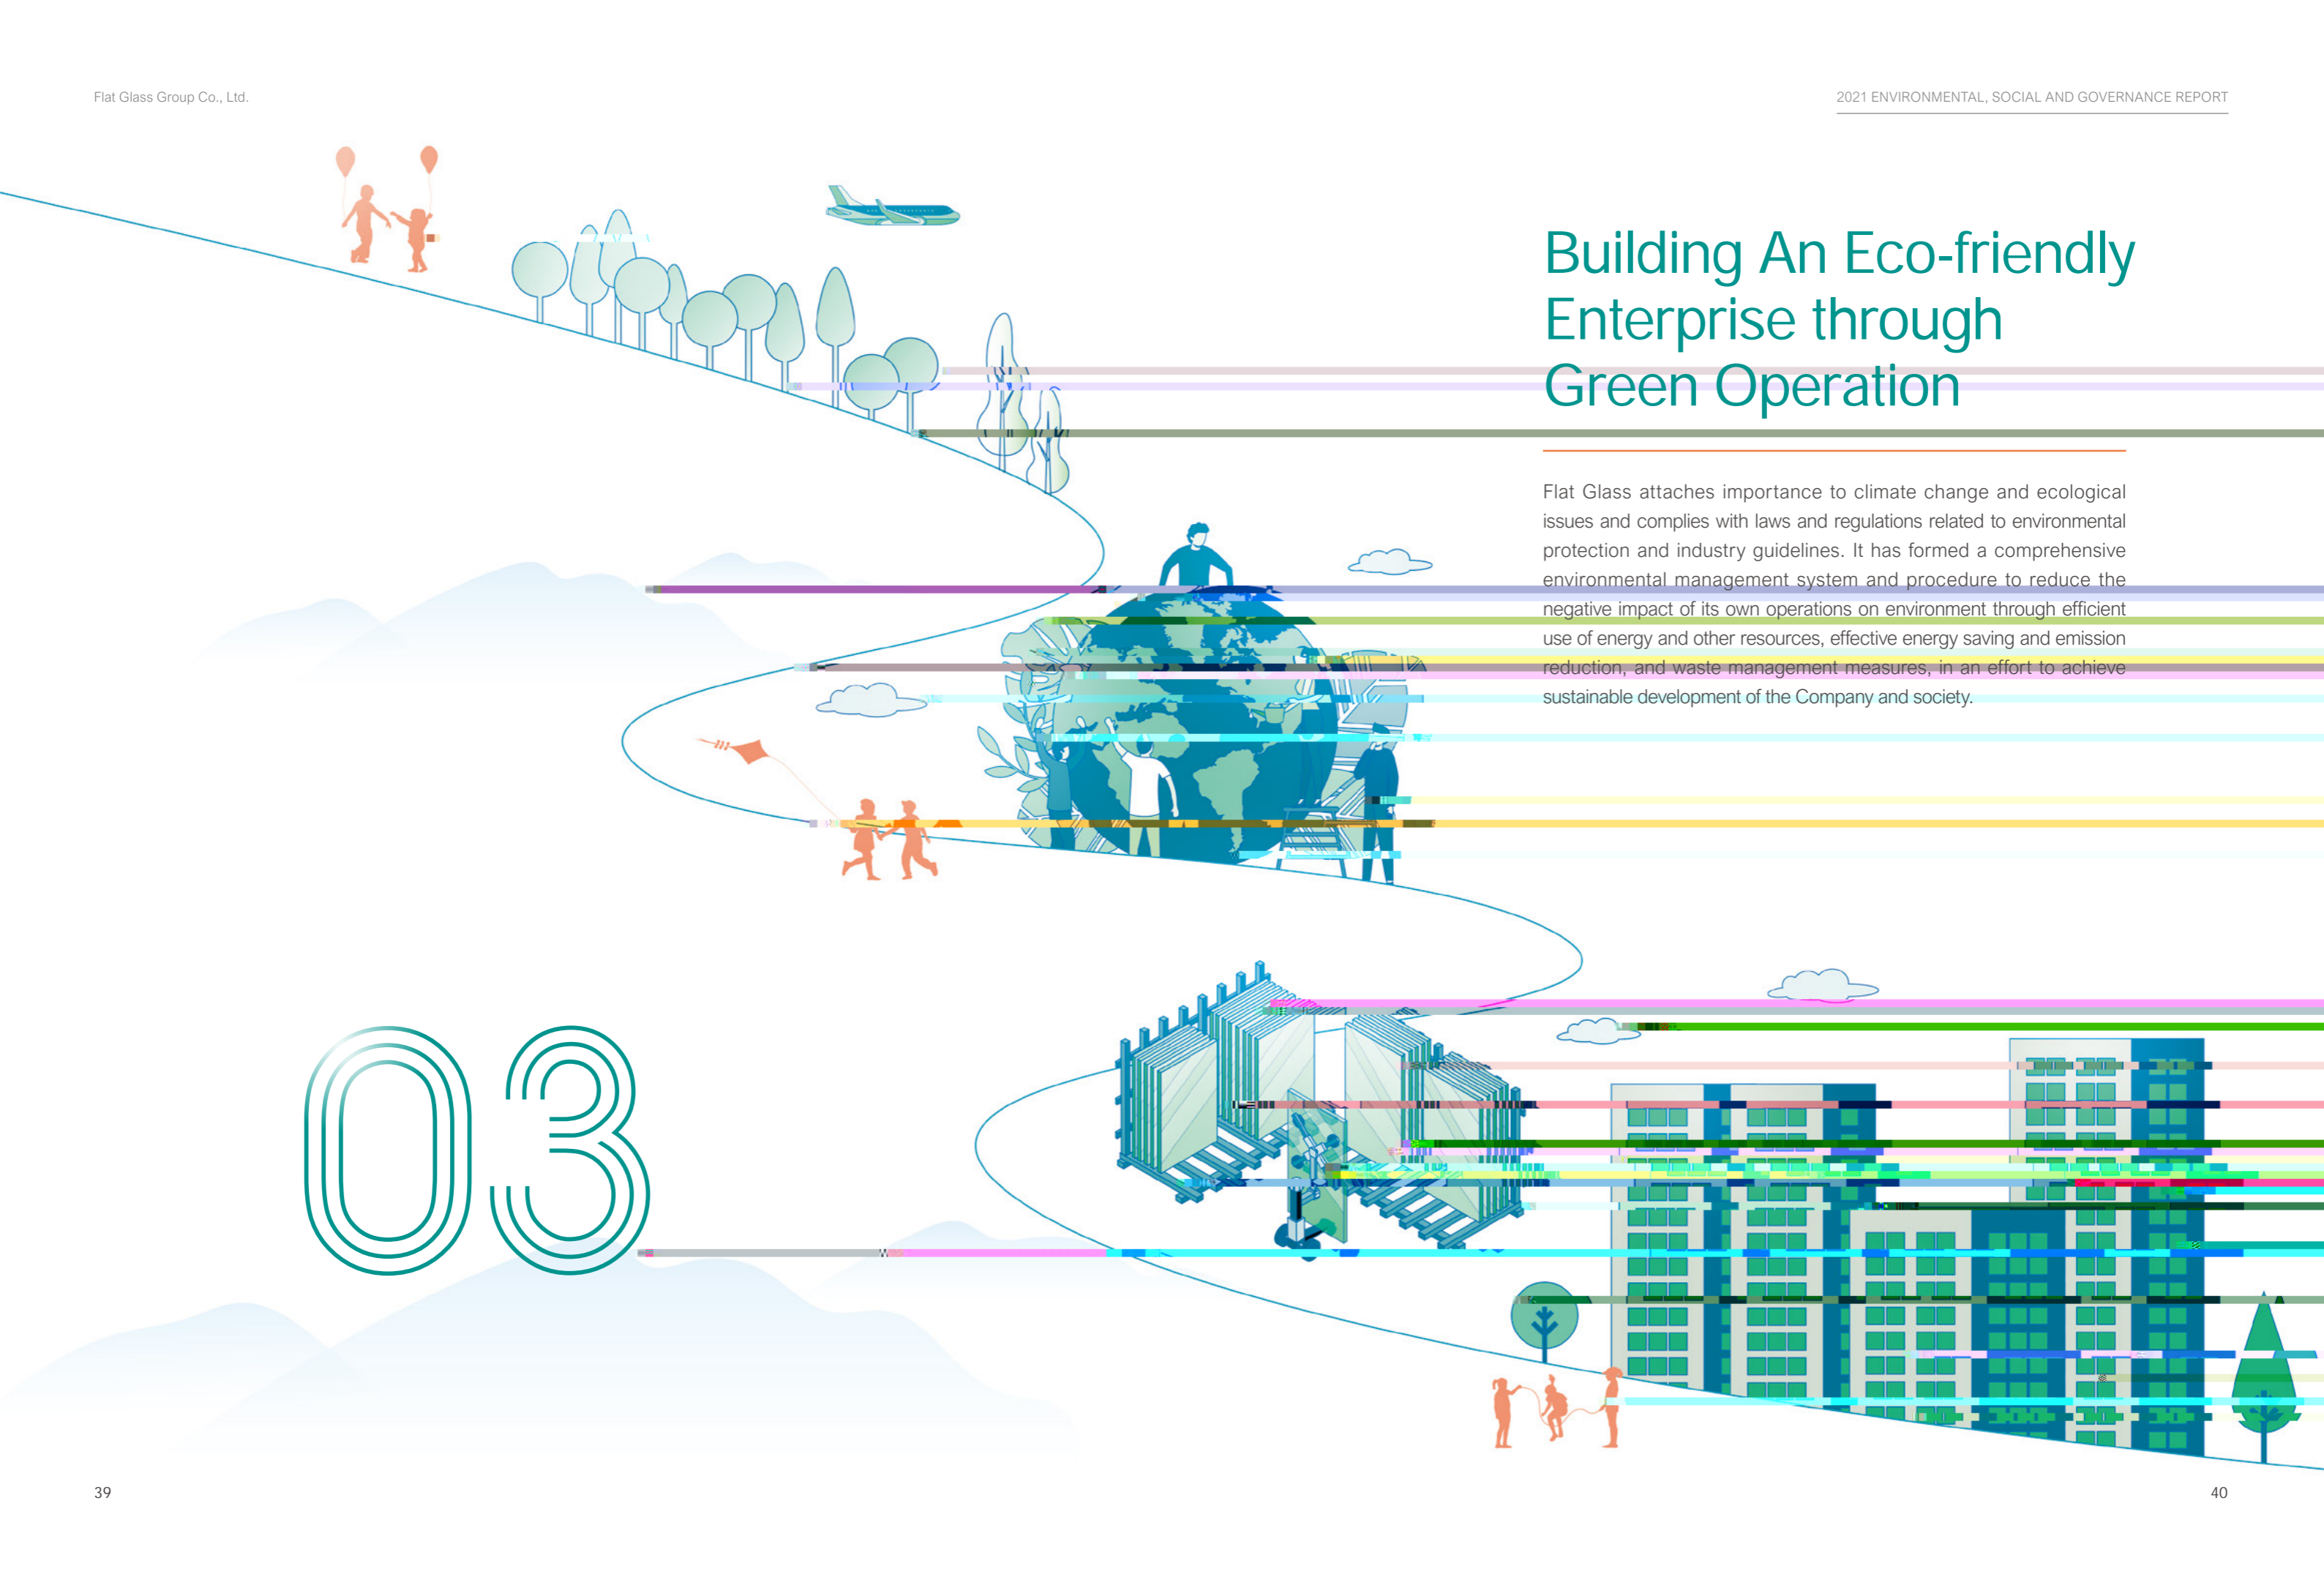 Flat Glass Group Co., Ltd.
2021 ENVIRONMENTAL, SOCIAL AND GOVERNANCE REPORT
Building An Eco-friendly
Enterprise through
Green Operation
Flat Glass attaches importance to climate change and ecological
issues and complies with laws and regulations related to environmental
protection and industry guidelines. It has formed a comprehensive
environmental management system and procedure to reduce the
negative impact of its own operations on environment through efficient
use of energy and other resources, effective energy saving and emission
reduction, and waste management measures, in an effort to achieve
sustainable development of the Company and society.
03
39
40